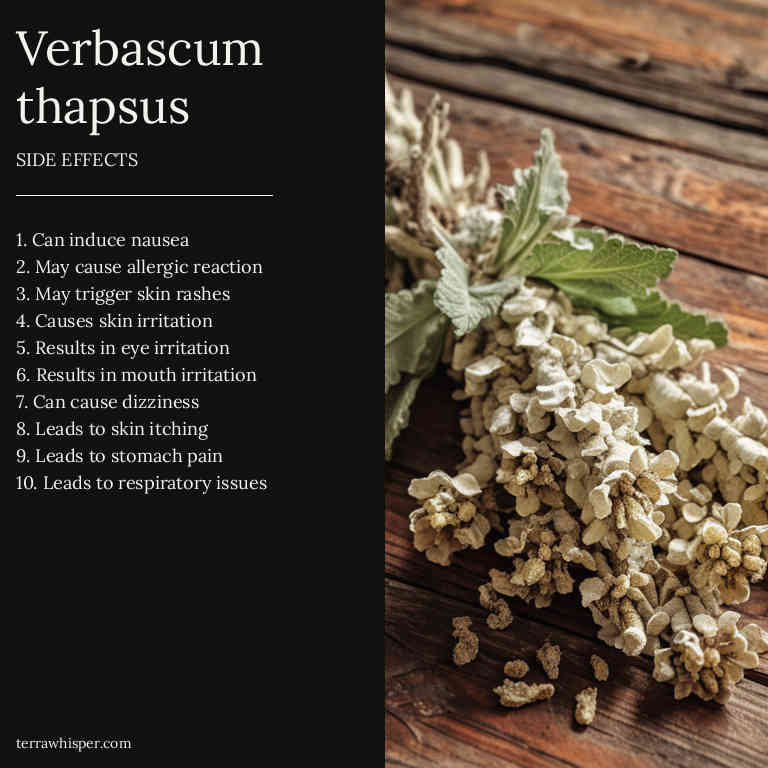 Verbascum
thapsus
SIDE EFFECTS
1. Can induce nausea
2. May cause allergic reaction
3. May trigger skin rashes
4. Causes skin irritation
5. Results in eye irritation
6. Results in mouth irritation
7. Can cause dizziness
8. Leads to skin itching
9. Leads to stomach pain
10. Leads to respiratory issues
terrawhisper.com